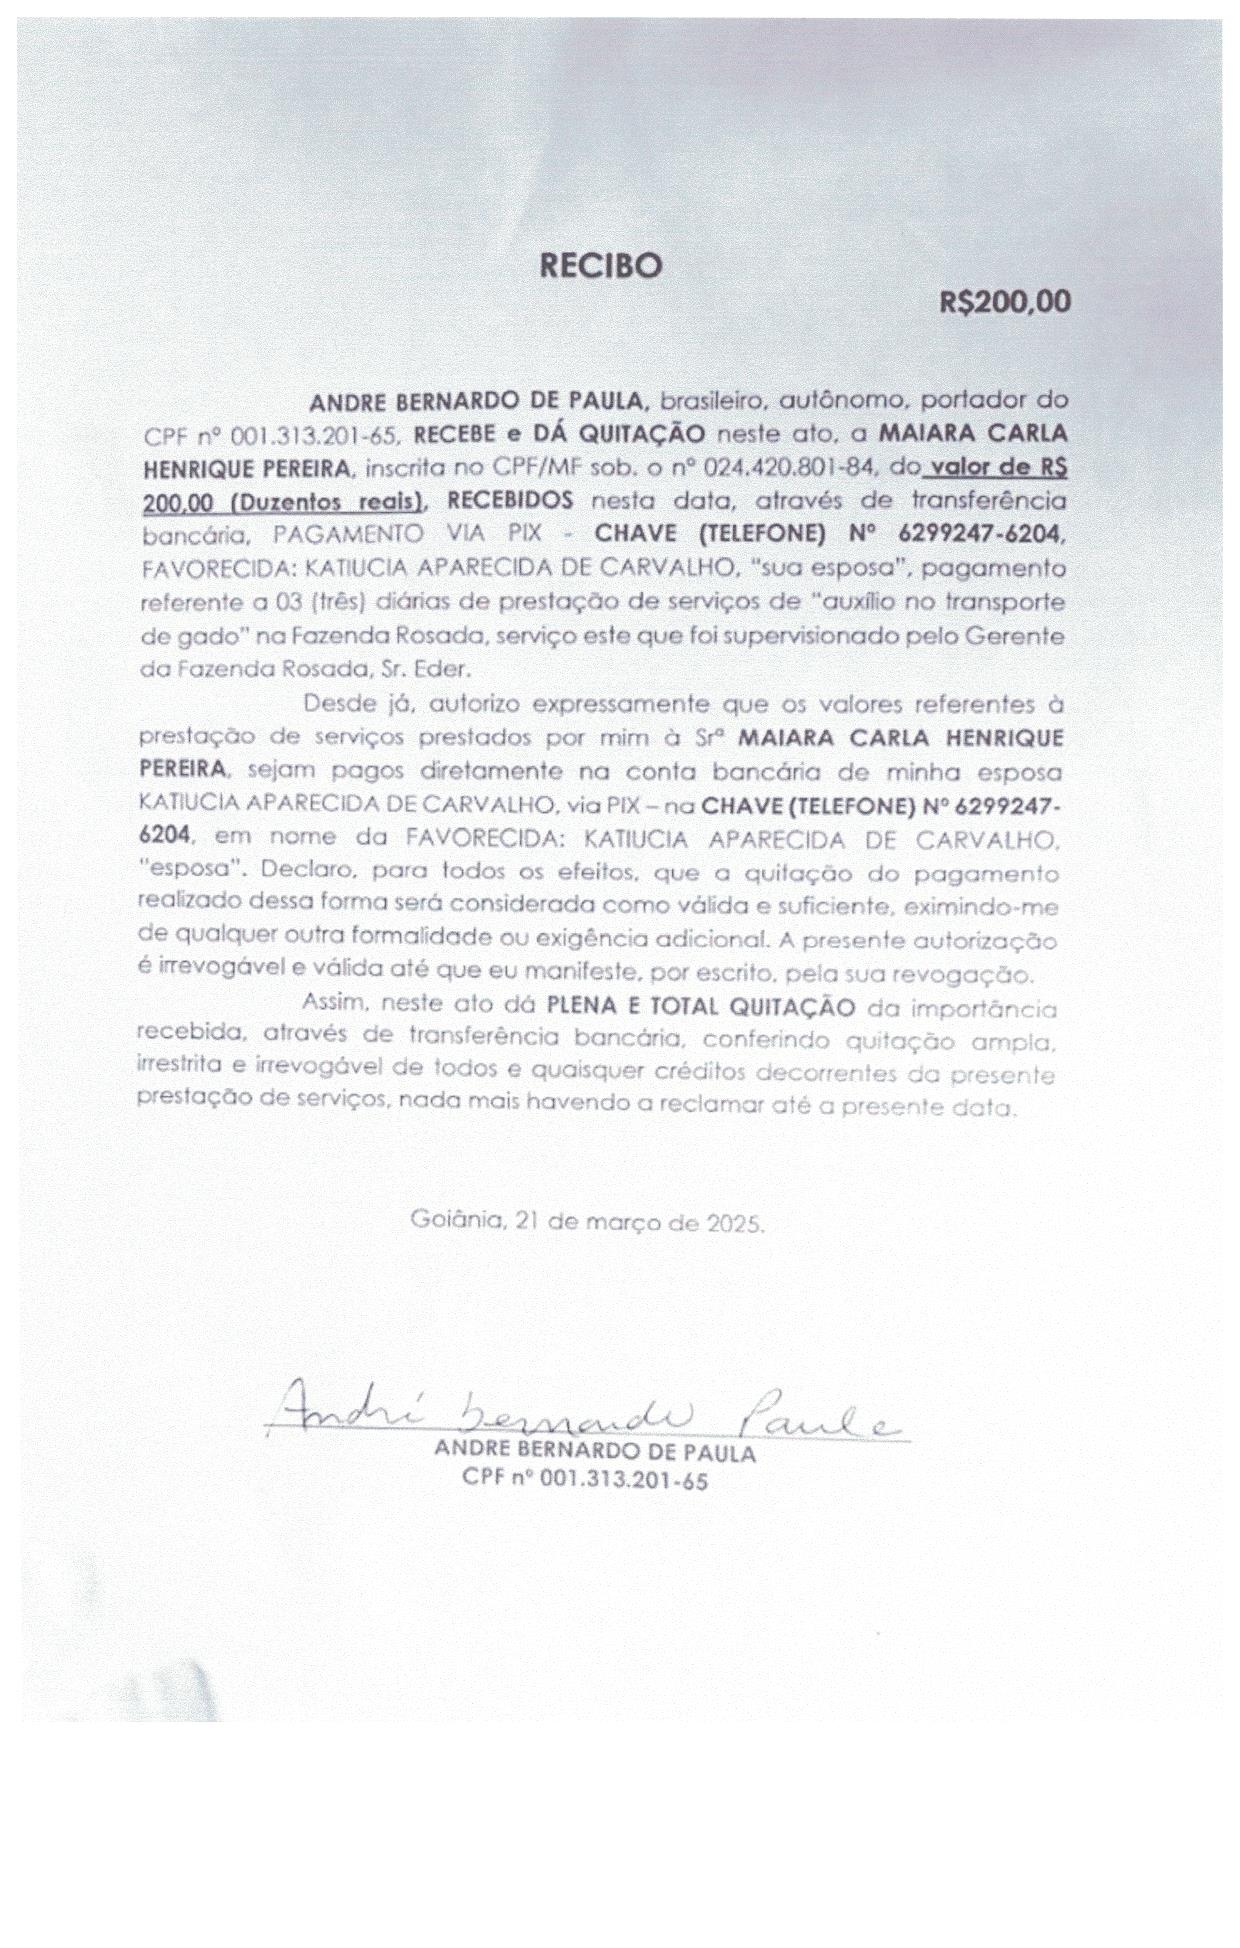 RECIBO
R$200,00
ANDRE BERNARDO DE PAULA, brasileiro, autônomo, portador do
CPF nº 001.313.201-65, RECEBE e DÁ QUITAÇÃO neste ato, a MAIARA CARLA
HENRIQUE PEREIRA, inscrita no CPF/MF sob. o nº 024.420.801-84, do valor de R$
200,00 (Duzentos reais), RECEBIDOS nesta data, através de transferência
bancária, PAGAMENTO VIA PIX - CHAVE (TELEFONE) Nº 6299247-6204,
FAVORECIDA: KATIUCIA APARECIDA DE CARVALHO, "sua esposa", pagamento
referente a 03 (três) diárias de prestação de serviços de "auxílio no transporte
de gado" na Fazenda Rosada, serviço este que foi supervisionado pelo Gerente
da Fazenda Rosada, Sr. Eder.
Desde já, autorizo expressamente que os valores referentes à
prestação de serviços prestados por mim à Srª MAIARA CARLA HENRIQUE
PEREIRA, sejam pagos diretamente na conta bancária de minha esposa
KATIUCIA APARECIDA DE CARVALHO, via PIX – na CHAVE (TELEFONE) Nº 6299247-
6204, em nome da FAVORECIDA: KATIUCIA APARECIDA DE CARVALHO,
"esposa". Declaro, para todos os efeitos, que a quitação do pagamento
realizado dessa forma será considerada como válida e suficiente, eximindo-me
de qualquer outra formalidade ou exigência adicional. A presente autorização
é irrevogável e válida até que eu manifeste, por escrito, pela sua revogação.
Assim, neste ato dá PLENA E TOTAL QUITAÇÃO da importância
recebida, através de transferência bancária, conferindo quitação ampla,
irrestrita e irrevogável de todos e quaisquer créditos decorrentes da presente
prestação de serviços, nada mais havendo a reclamar até a presente data.
Goiânia, 21 de março de 2025.
André bernardo Paula
ANDRE BERNARDO DE PAULA
CPF nº 001.313.201-65